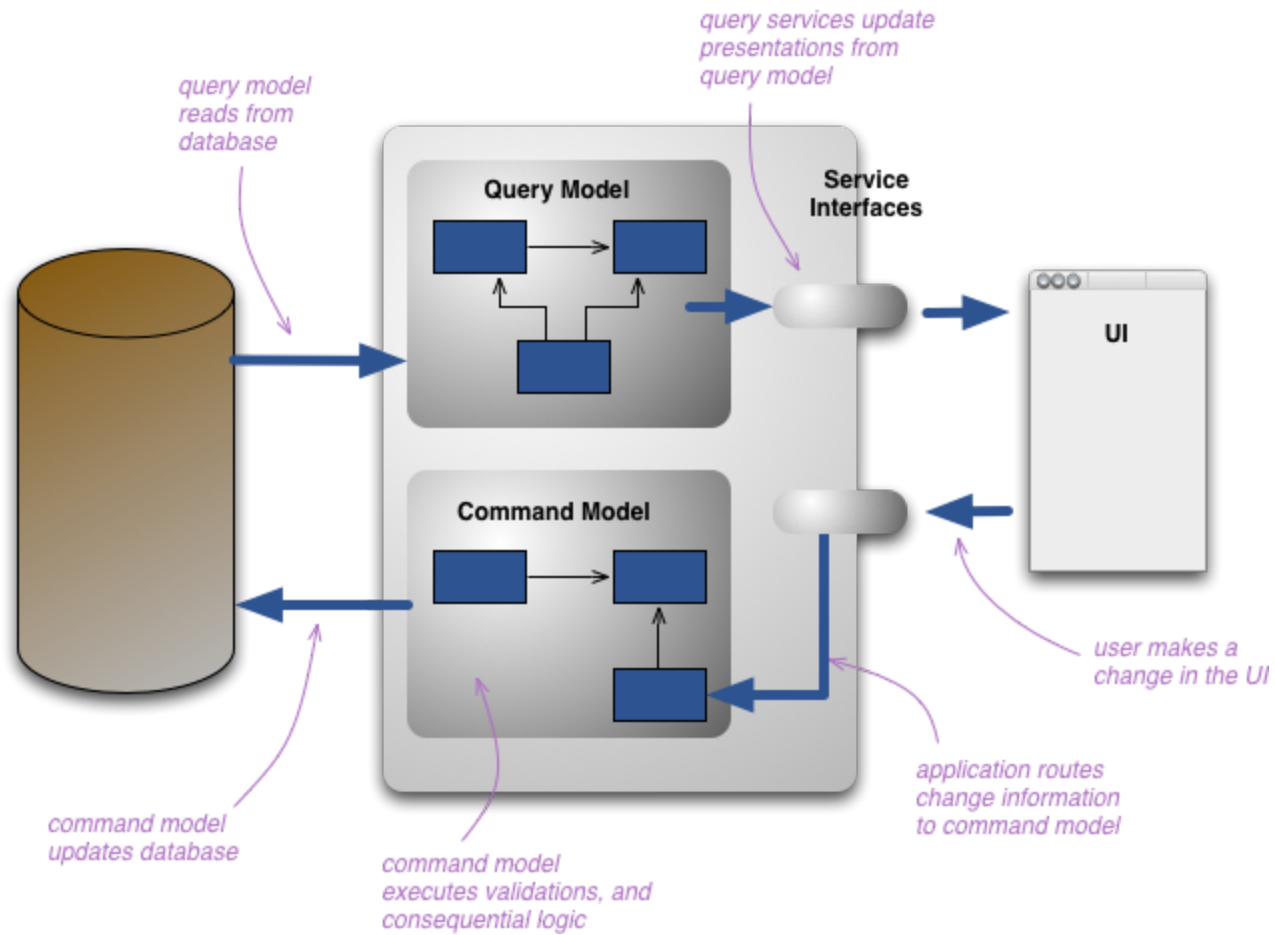 query services update
presentations from
query model
query model
reads from
database
Query Model
Service
Interfaces
UI
Command Model
user makes a
change in the UI
application routes
change information
to command model
command model
updates database
command model
executes validations, and
consequential logic